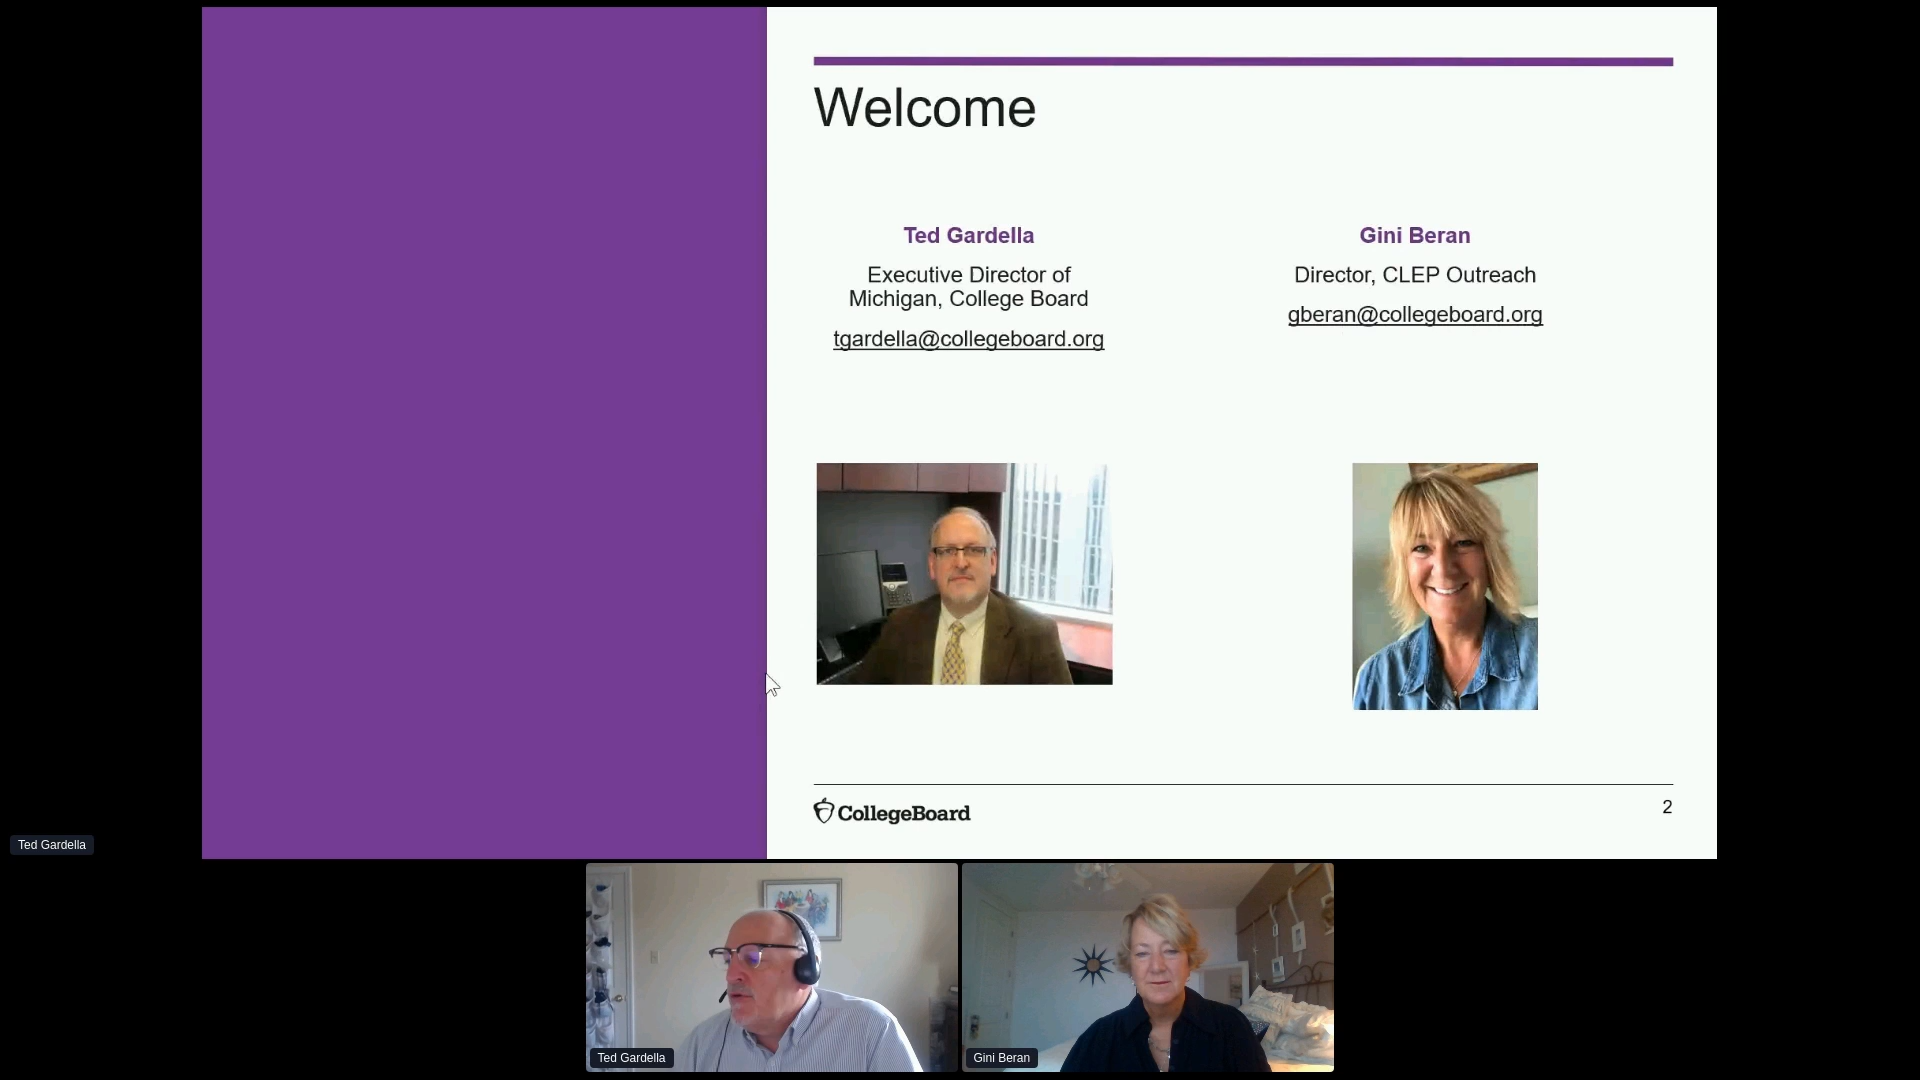 Welcome
Ted Gardella
Executive Director of
Michigan, College Board
tgardella@collegeboard.org
Gini Beran
Director, CLEP Outreach
gberan@collegeboard.org
CollegeBoard
2
Ted Gardella
Ted Gardella
Gini Beran